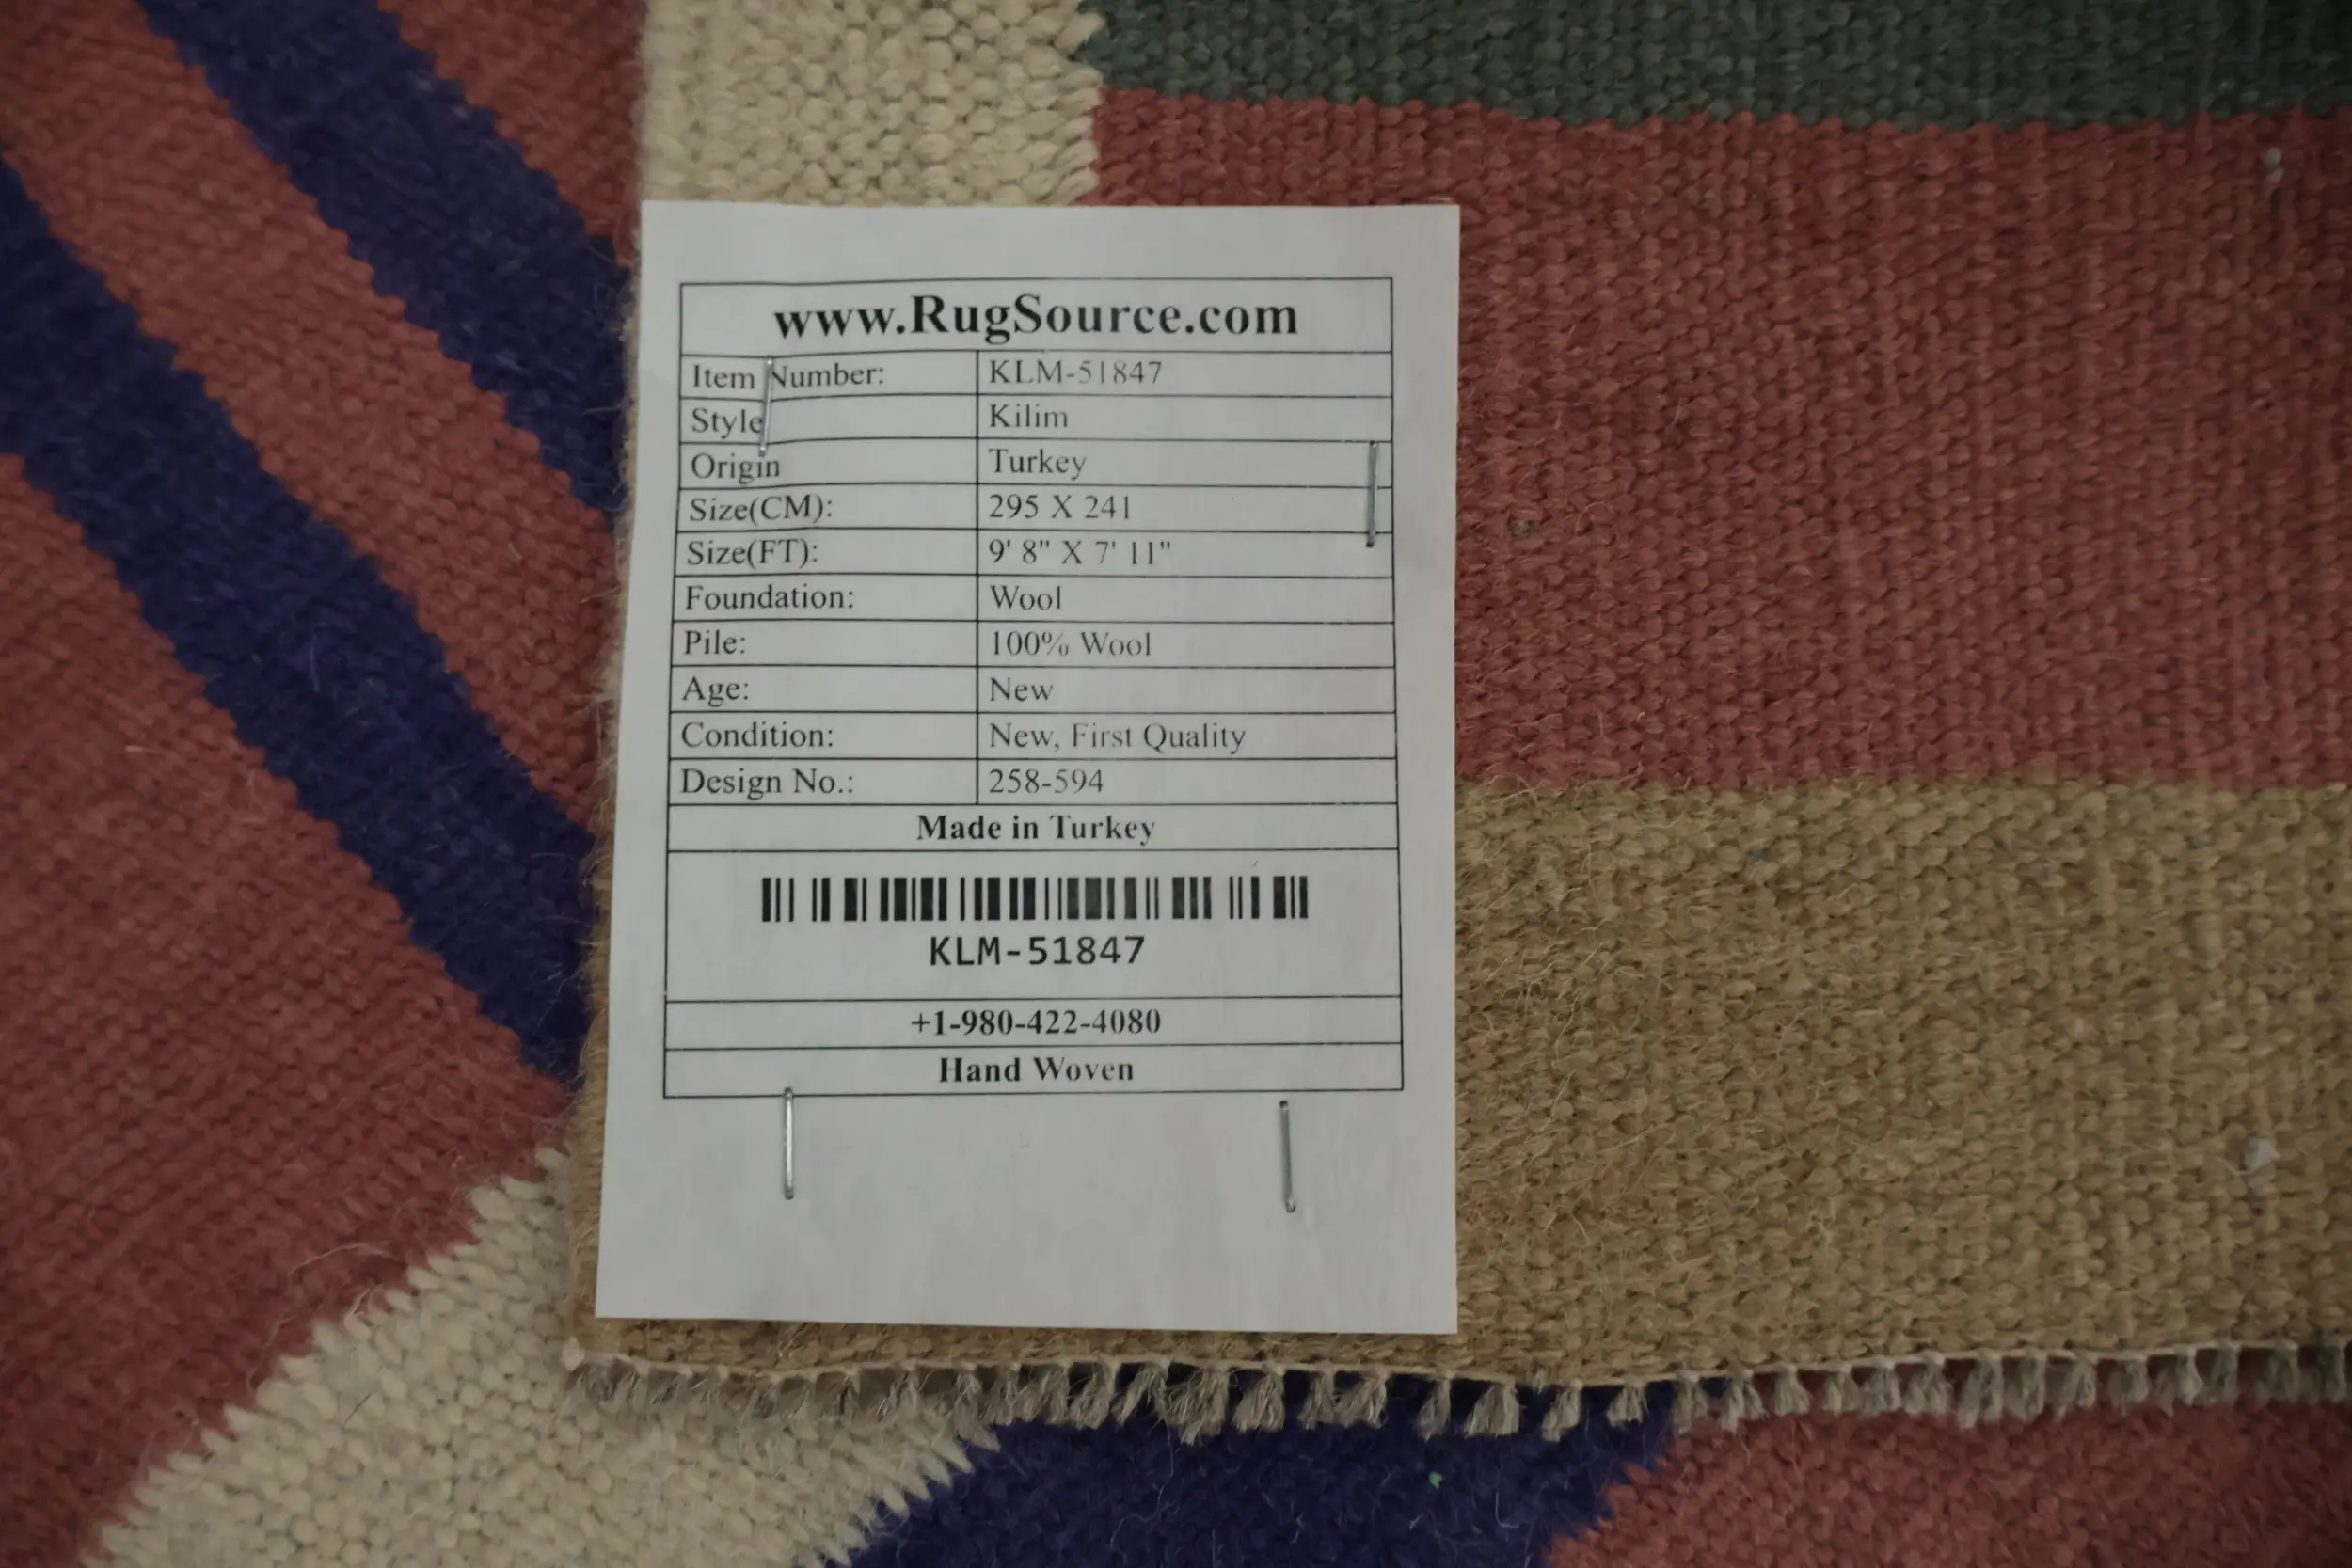 www.RugSource.com
Item Number: KLM-51847
Style Kilim
Origin Turkey
Size(CM): 295 X 241
Size(FT): 9' 8" X 7' 11"
Foundation: Wool
Pile: 100% Wool
Age: New
Condition: New, First Quality
Design No.: 258-594
Made in Turkey
KLM-51847
+1-980-422-4080
Hand Woven